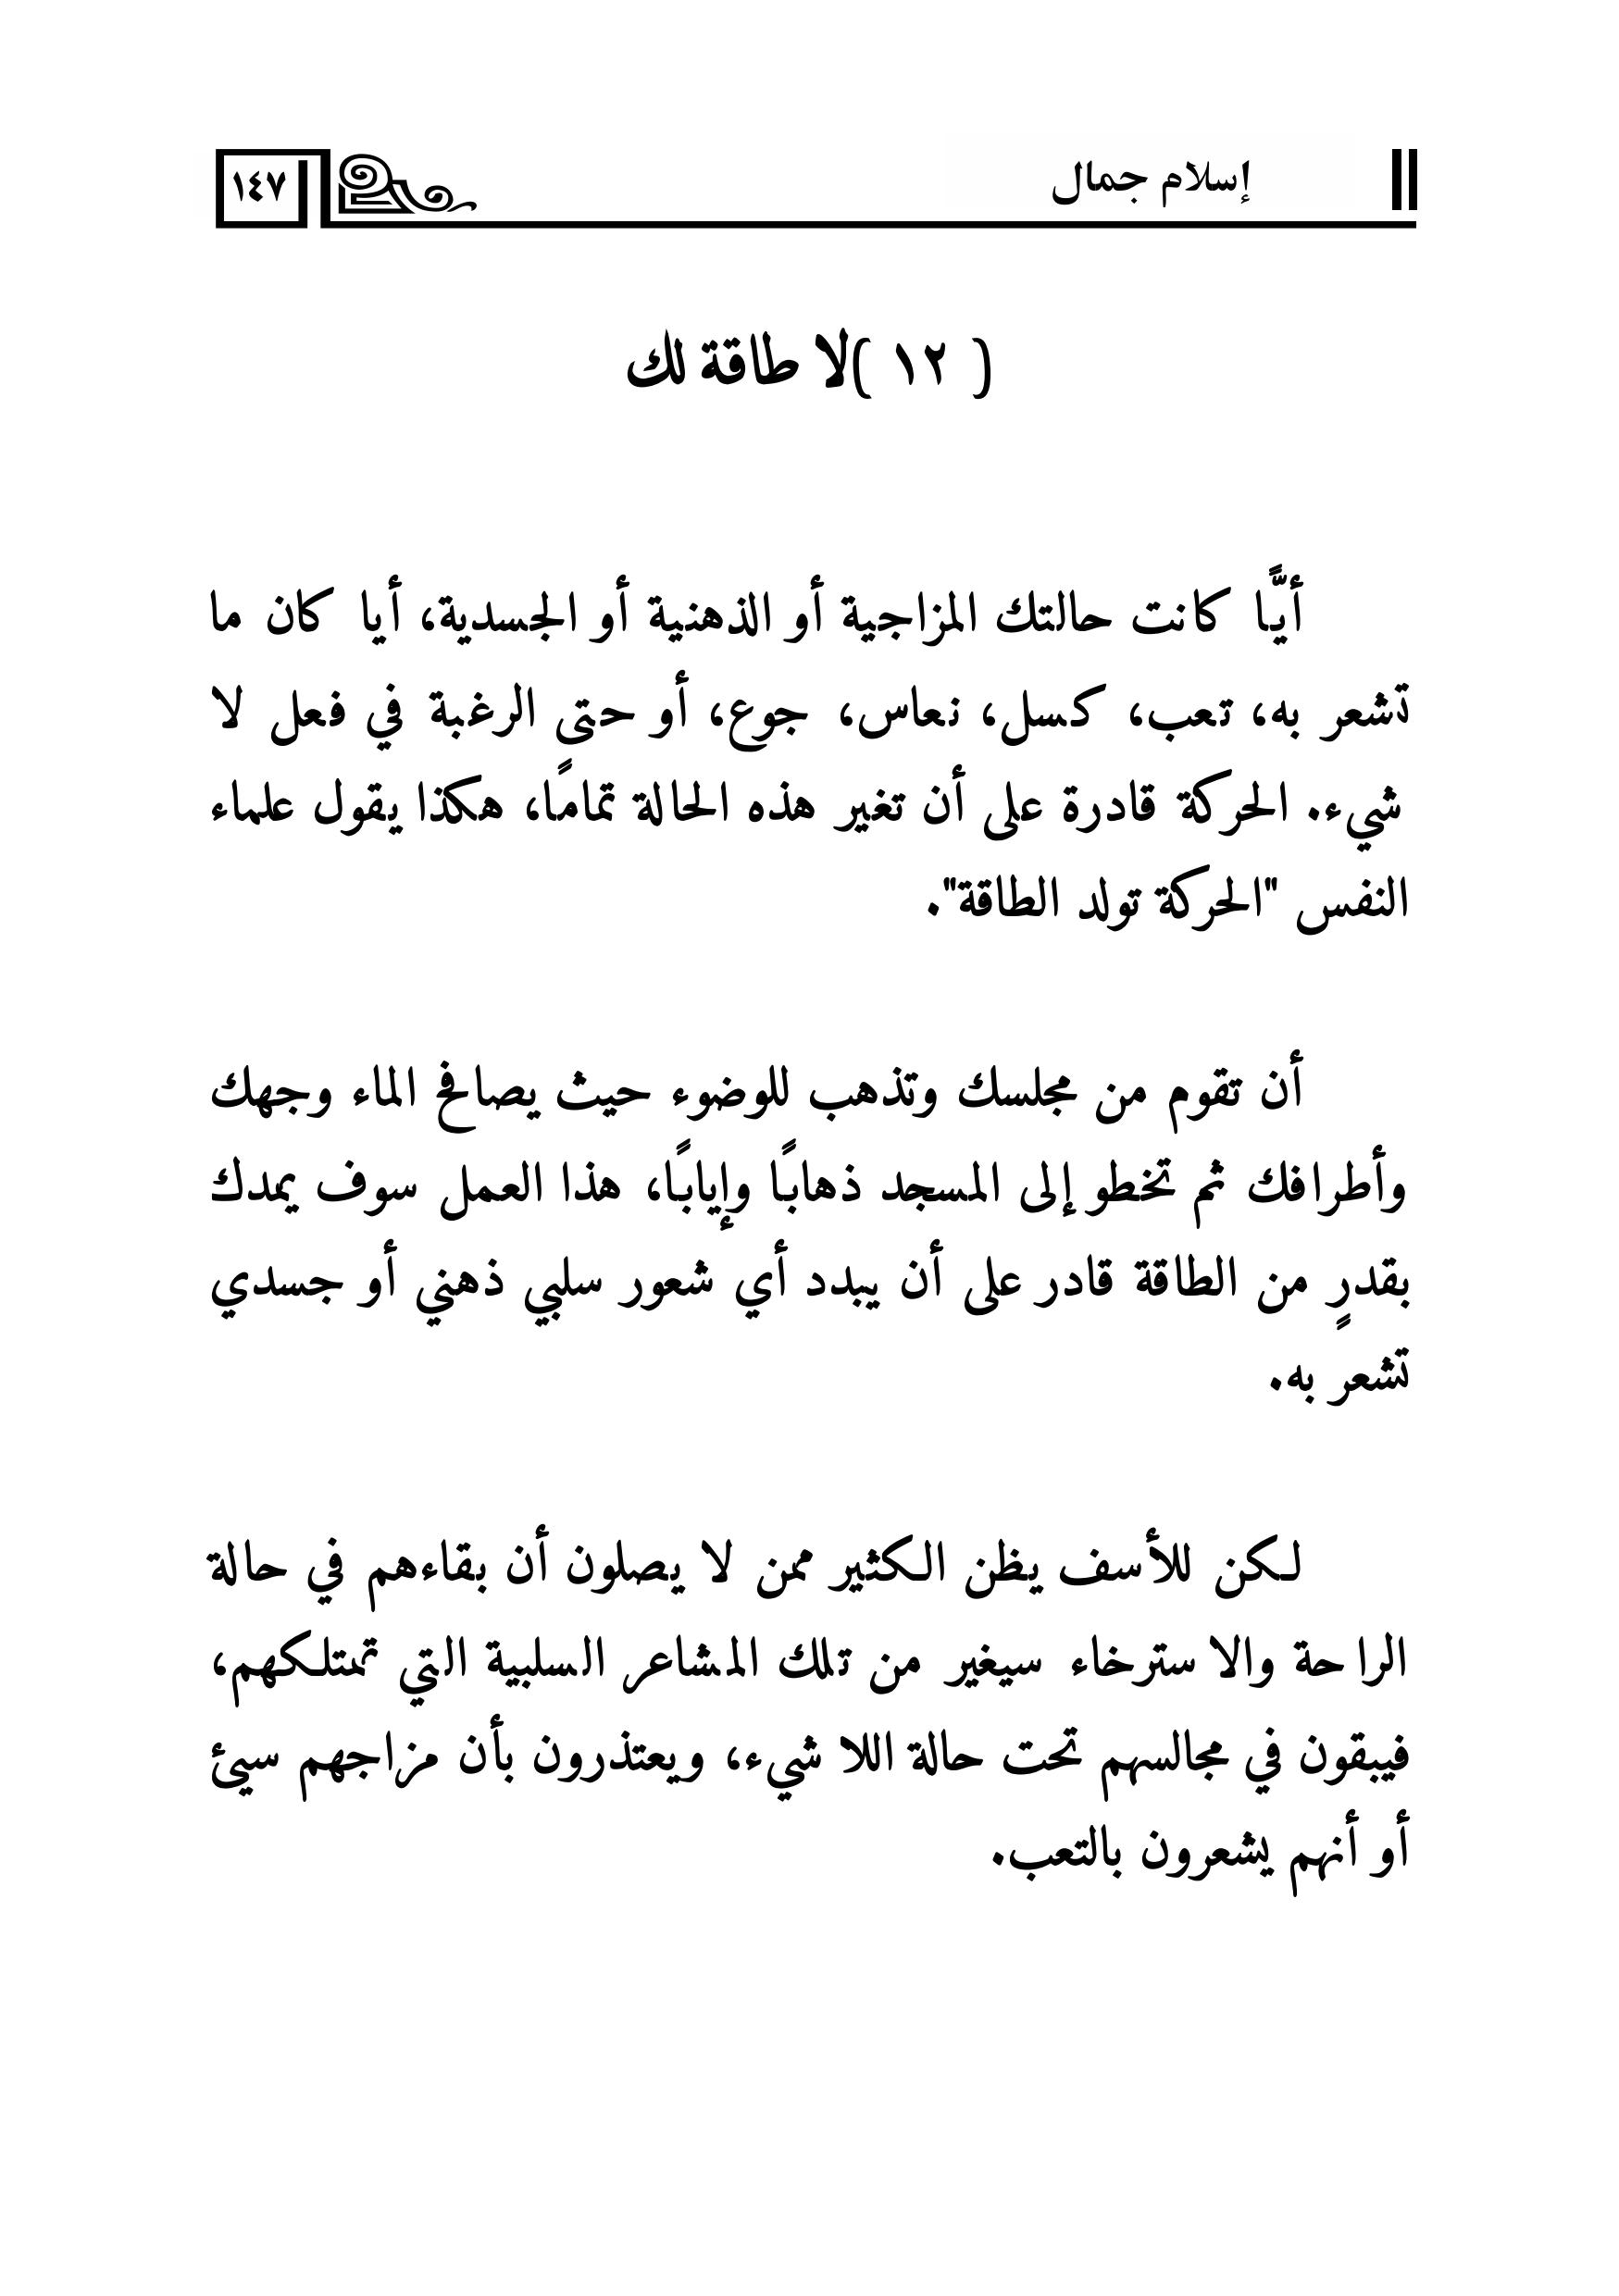 إسلام جمال
١٤٧
( ١٢ )لا طاقة لك
أيًّا كانت حالتك المزاجية أو الذهنية أو الجسدية، أيا كان ما
تشعر به، تعب، كسل، نعاس، جوع، أو حتى الرغبة في فعل لا
شيء. الحركة قادرة على أن تغير هذه الحالة تمامًا، هكذا يقول علماء
النفس "الحركة تولد الطاقة".
أن تقوم من مجلسك وتذهب للوضوء حيث يصافح الماء وجهك
وأطرافك ثم تخطو إلى المسجد ذهابًا وإيابًا، هذا العمل سوف يمدك
بقدرٍ من الطاقة قادر على أن يبدد أي شعور سلبي ذهني أو جسدي
تشعر به.
لكن للأسف يظن الكثير ممن لا يصلون أن بقاءهم في حالة
الراحة والاسترخاء سيغير من تلك المشاعر السلبية التي تمتلكهم،
فيبقون في مجالسهم تحت حالة اللا شيء، ويعتذرون بأن مزاجهم سيئ
أو أنهم يشعرون بالتعب.